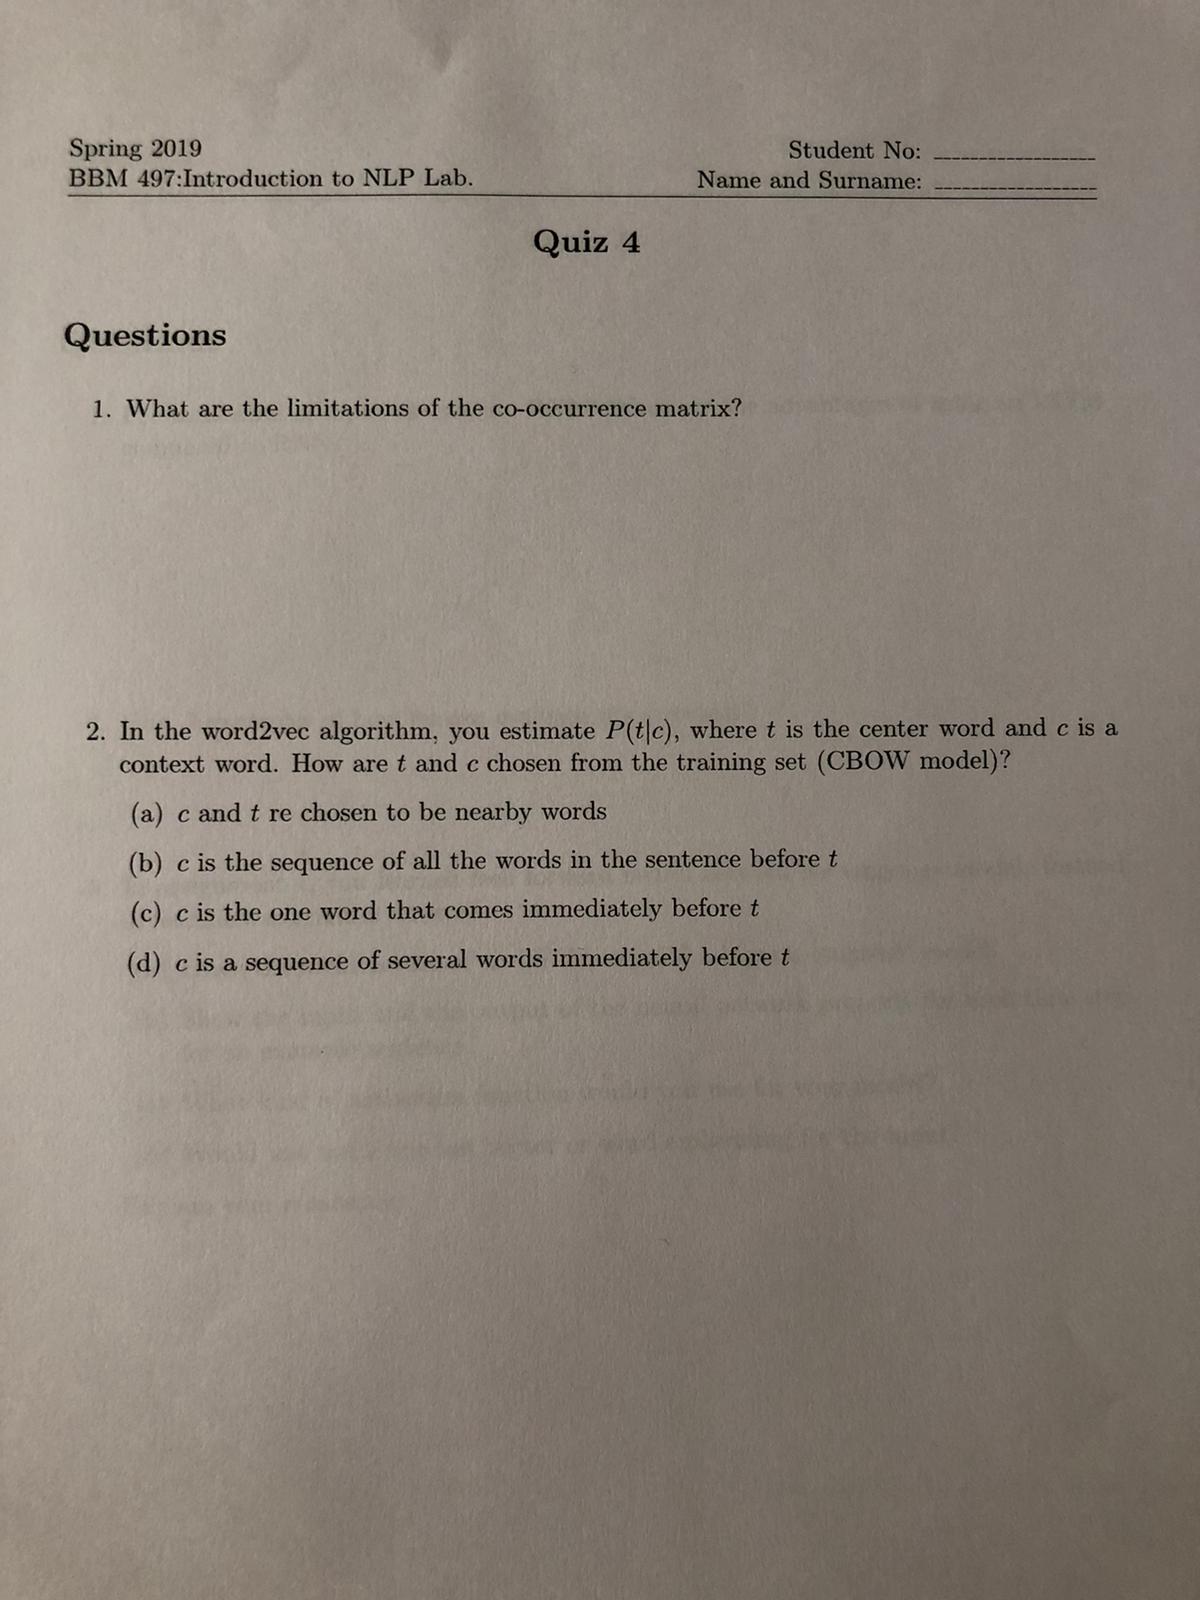 Spring 2019
BBM 497:Introduction to NLP Lab.
Student No:
Name and Surname:
Quiz 4
Questions
1. What are the limitations of the co-occurrence matrix?
2. In the word2vec algorithm, you estimate P(t|c), where t is the center word and c is a
context word. How are t and c chosen from the training set (CBOW model)?
(a) c and t re chosen to be nearby words
(b) c is the sequence of all the words in the sentence before t
(c) c is the one word that comes immediately before t
(d) c is a sequence of several words immediately before t